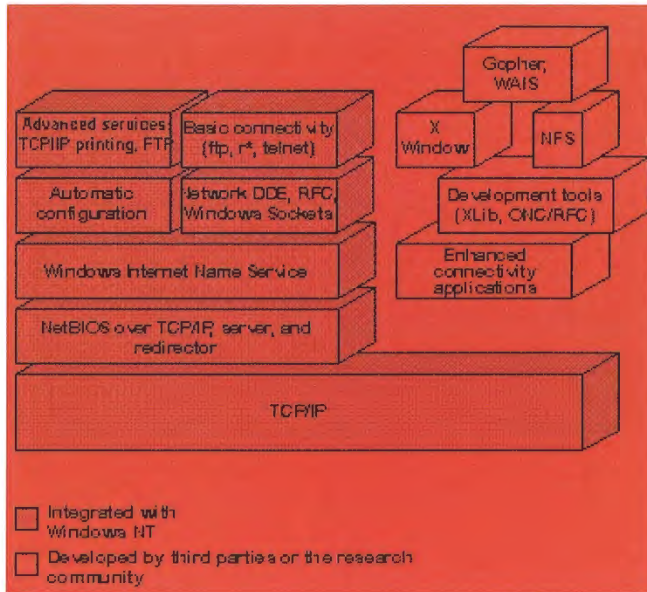 Gopher,
WAIS
Advanced services
TCP/IP printing, FTP
Basic connectivity
(ftp, r*, telnet)
X
Window
NFS
Automatic
configuration
Network DDE, RFC,
Windows Sockets
Development tools
(XLib, ONC/RFC)
Windows Internet Name Service
Enhanced
connectivity
applications
NetBIOS over TCP/IP, server, and
redirector
TCP/IP
Integrated with
Windows NT
Developed by third parties or the research
community